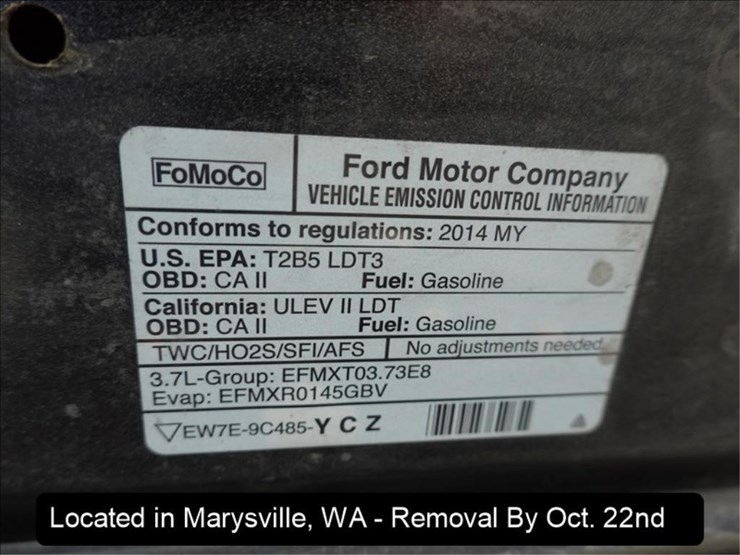 FoMoCo
Ford Motor Company
VEHICLE EMISSION CONTROL INFORMATION
Conforms to regulations: 2014 MY
U.S. EPA: T2B5 LDT3
OBD: CA II Fuel: Gasoline
California: ULEV II LDT
OBD: CA II Fuel: Gasoline
TWC/HO2S/SFI/AFS No adjustments needed.
3.7L-Group: EFMXT03.73E8
Evap: EFMXR0145GBV
EW7E-9C485-Y C Z
Located in Marysville, WA - Removal By Oct. 22nd